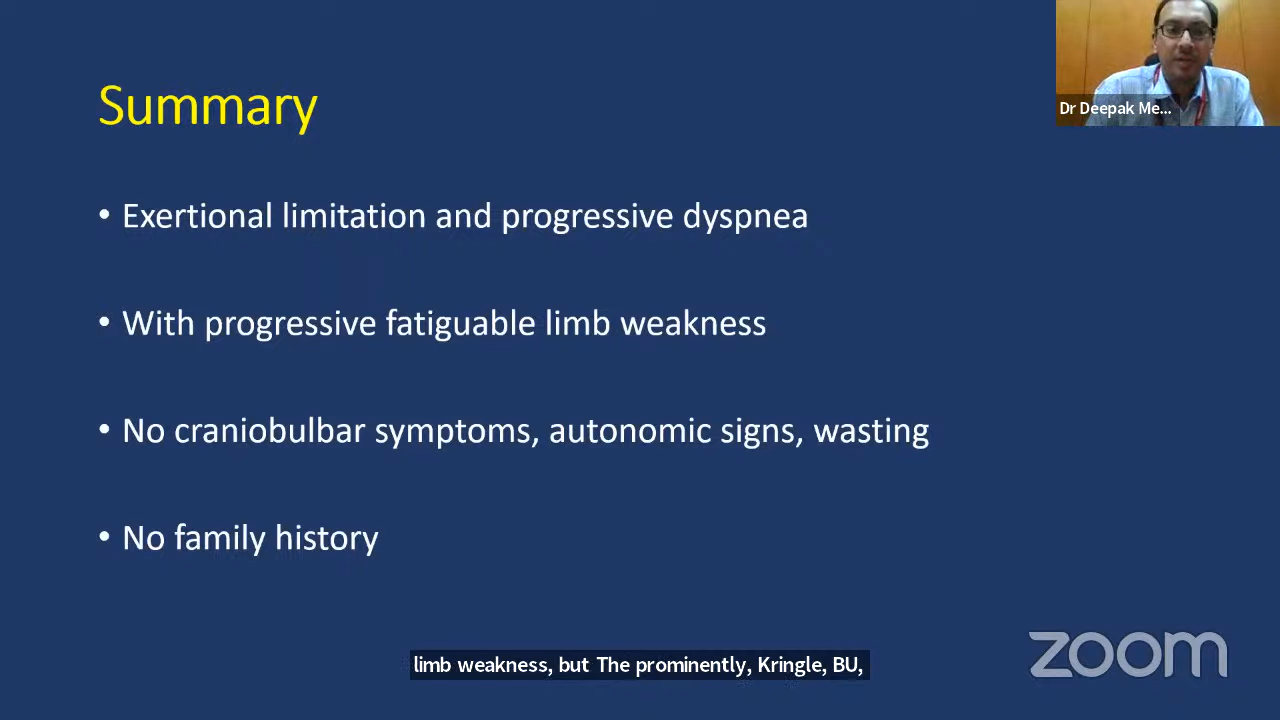 Summary
Dr Deepak Me...
• Exertional limitation and progressive dyspnea
• With progressive fatiguable limb weakness
• No craniobulbar symptoms, autonomic signs, wasting
• No family history
zoom
limb weakness, but The prominently, Kringle, BU,